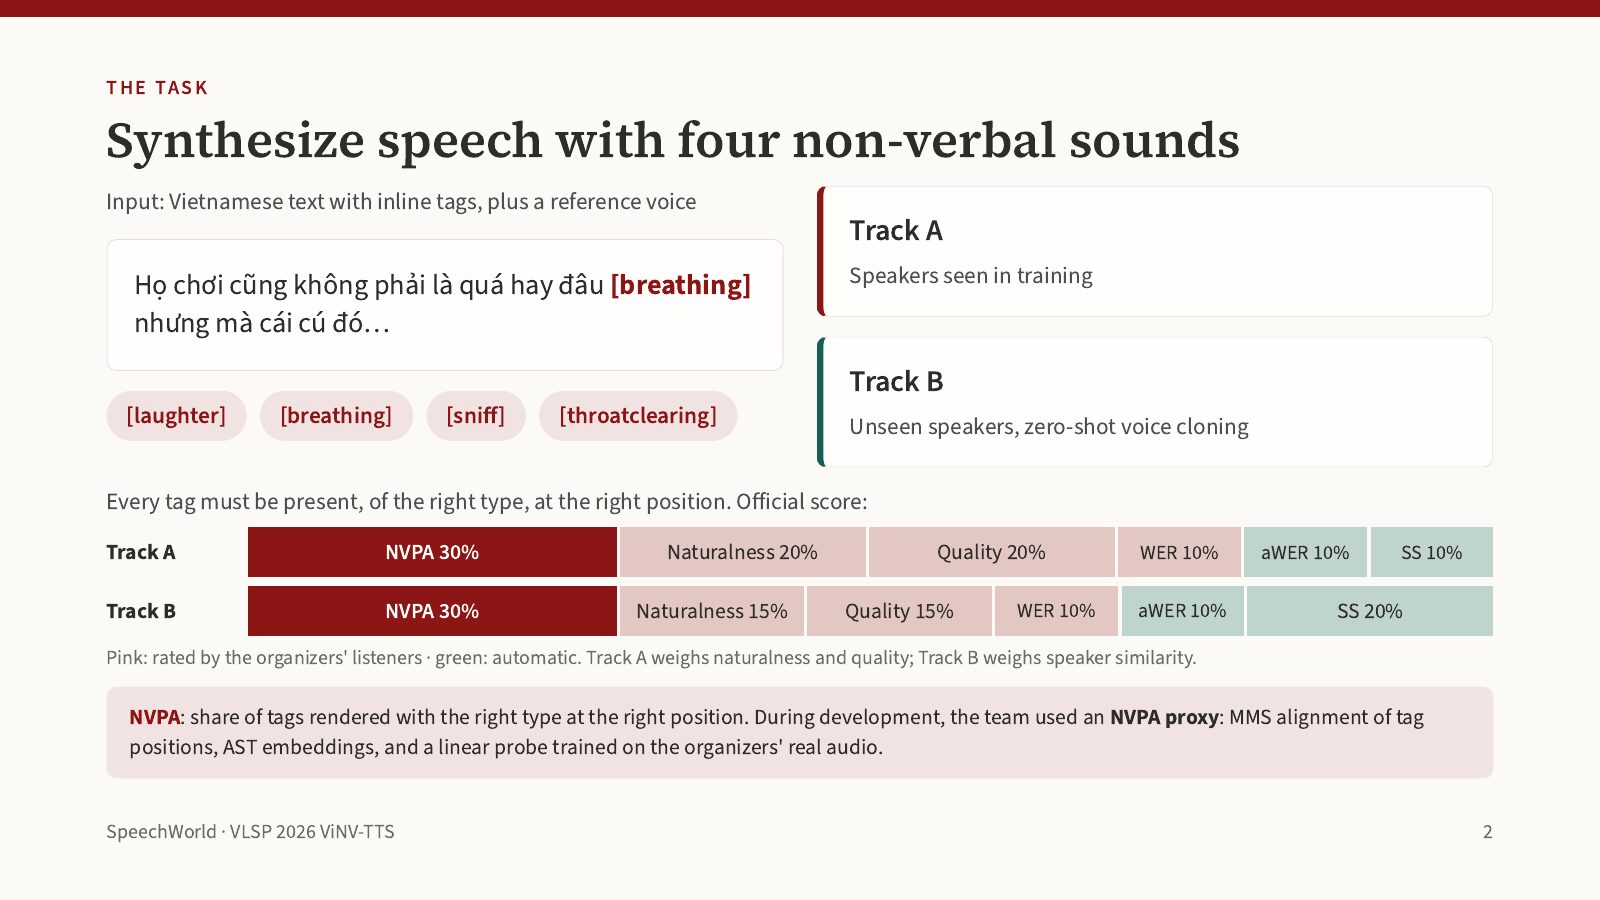 THE TASK
Synthesize speech with four non-verbal sounds
Input: Vietnamese text with inline tags, plus a reference voice
Họ chơi cũng không phải là quá hay đâu [breathing]
nhưng mà cái cú đó…
[laughter] [breathing] [sniff] [throatclearing]
Track A
Speakers seen in training
Track B
Unseen speakers, zero-shot voice cloning
Every tag must be present, of the right type, at the right position. Official score:
Track A NVPA 30% Naturalness 20% Quality 20% WER 10% aWER 10% SS 10%
Track B NVPA 30% Naturalness 15% Quality 15% WER 10% aWER 10% SS 20%
Pink: rated by the organizers' listeners · green: automatic. Track A weighs naturalness and quality; Track B weighs speaker similarity.
NVPA: share of tags rendered with the right type at the right position. During development, the team used an NVPA proxy: MMS alignment of tag
positions, AST embeddings, and a linear probe trained on the organizers' real audio.
SpeechWorld · VLSP 2026 ViNV-TTS 2